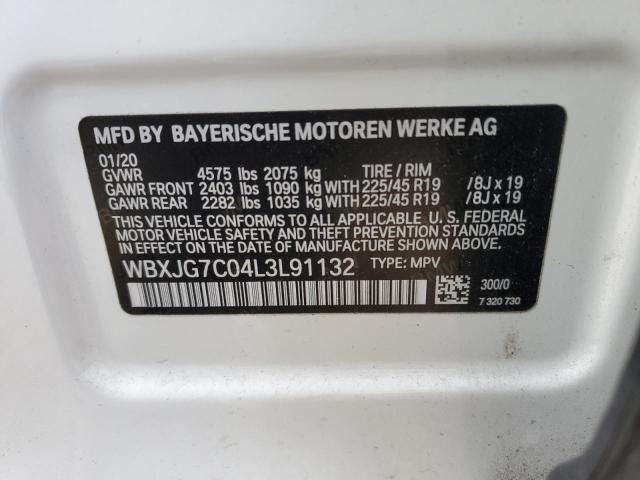 MFD BY BAYERISCHE MOTOREN WERKE AG
01/20
GVWR 4575 lbs 2075 kg TIRE / RIM
GAWR FRONT 2403 lbs 1090 kg WITH 225/45 R19 /8J x 19
GAWR REAR 2282 lbs 1035 kg WITH 225/45 R19 /8J x 19
THIS VEHICLE CONFORMS TO ALL APPLICABLE U.S. FEDERAL
MOTOR VEHICLE SAFETY, BUMPER, AND THEFT PREVENTION
STANDARDS IN EFFECT ON THE DATE OF MANUFACTURE SHOWN ABOVE.
WBXJG7C04L3L91132 TYPE: MPV
300/0
7 320 730